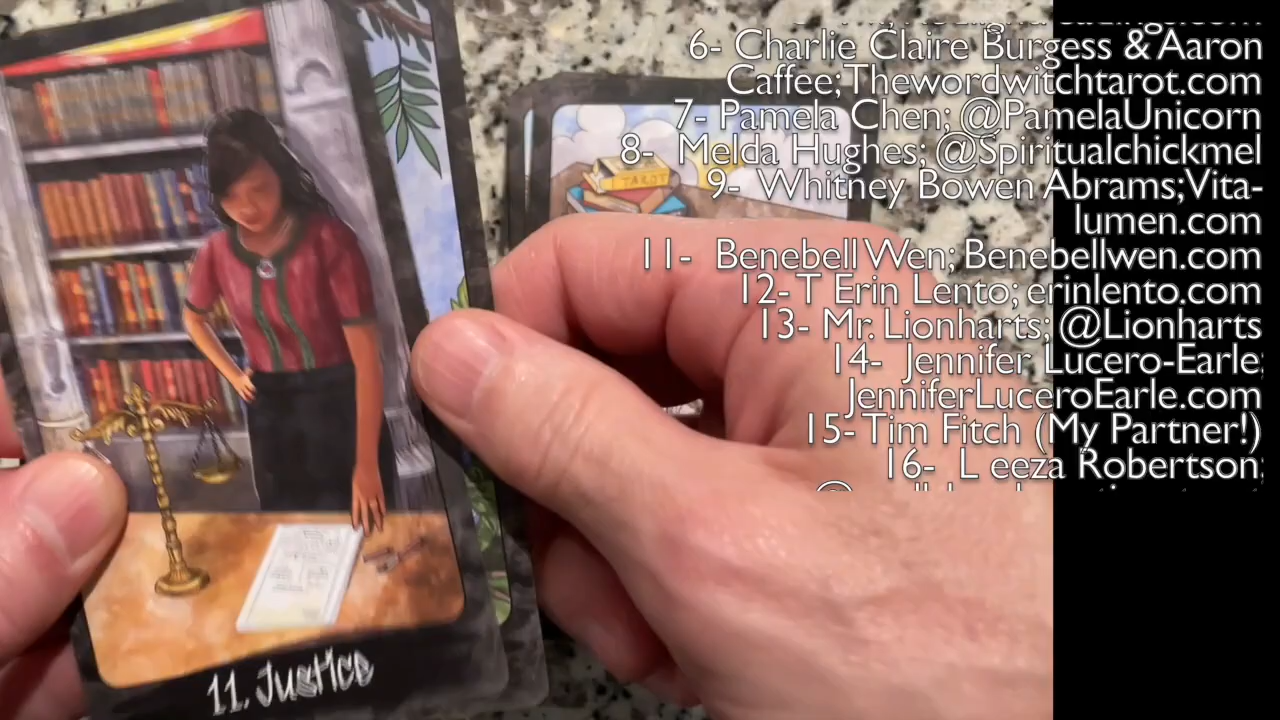 6- Charlie Claire Burgess & Aaron
Caffee;Thewordwitchtarot.com
7- Pamela Chen; @PamelaUnicorn
8- Melda Hughes; @Spiritualchickmel
9- Whitney Bowen Abrams;Vita-
lumen.com
11- Benebell Wen; Benebellwen.com
12- T Erin Lento; erinlento.com
13- Mr. Lionharts; @Lionharts
14- Jennifer Lucero-Earle;
JenniferLuceroEarle.com
15- Tim Fitch (My Partner!)
16- L eeza Robertson;
TAROT
11. Justice